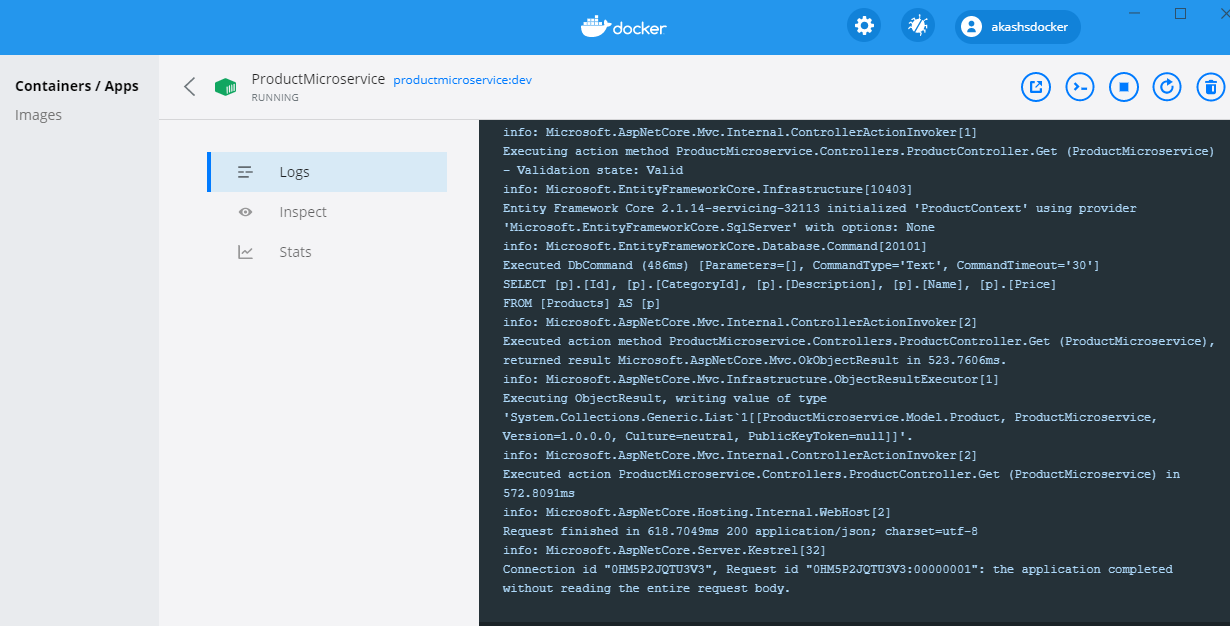 docker
akashsdocker
Containers / Apps
Images
ProductMicroservice productmicroservice:dev
RUNNING
Logs
Inspect
Stats
info: Microsoft.AspNetCore.Mvc.Internal.ControllerActionInvoker[1]
Executing action method ProductMicroservice.Controllers.ProductController.Get (ProductMicroservice)
- Validation state: Valid
info: Microsoft.EntityFrameworkCore.Infrastructure[10403]
Entity Framework Core 2.1.14-servicing-32113 initialized 'ProductContext' using provider
'Microsoft.EntityFrameworkCore.SqlServer' with options: None
info: Microsoft.EntityFrameworkCore.Database.Command[20101]
Executed DbCommand (486ms) [Parameters=[], CommandType='Text', CommandTimeout='30']
SELECT [p].[Id], [p].[CategoryId], [p].[Description], [p].[Name], [p].[Price]
FROM [Products] AS [p]
info: Microsoft.AspNetCore.Mvc.Internal.ControllerActionInvoker[2]
Executed action method ProductMicroservice.Controllers.ProductController.Get (ProductMicroservice),
returned result Microsoft.AspNetCore.Mvc.OkObjectResult in 523.7606ms.
info: Microsoft.AspNetCore.Mvc.Infrastructure.ObjectResultExecutor[1]
Executing ObjectResult, writing value of type
'System.Collections.Generic.List`1[[ProductMicroservice.Model.Product, ProductMicroservice,
Version=1.0.0.0, Culture=neutral, PublicKeyToken=null]]'.
info: Microsoft.AspNetCore.Mvc.Internal.ControllerActionInvoker[2]
Executed action ProductMicroservice.Controllers.ProductController.Get (ProductMicroservice) in
572.8091ms
info: Microsoft.AspNetCore.Hosting.Internal.WebHost[2]
Request finished in 618.7049ms 200 application/json; charset=utf-8
info: Microsoft.AspNetCore.Server.Kestrel[32]
Connection id "0HM5P2JQTU3V3", Request id "0HM5P2JQTU3V3:00000001": the application completed
without reading the entire request body.